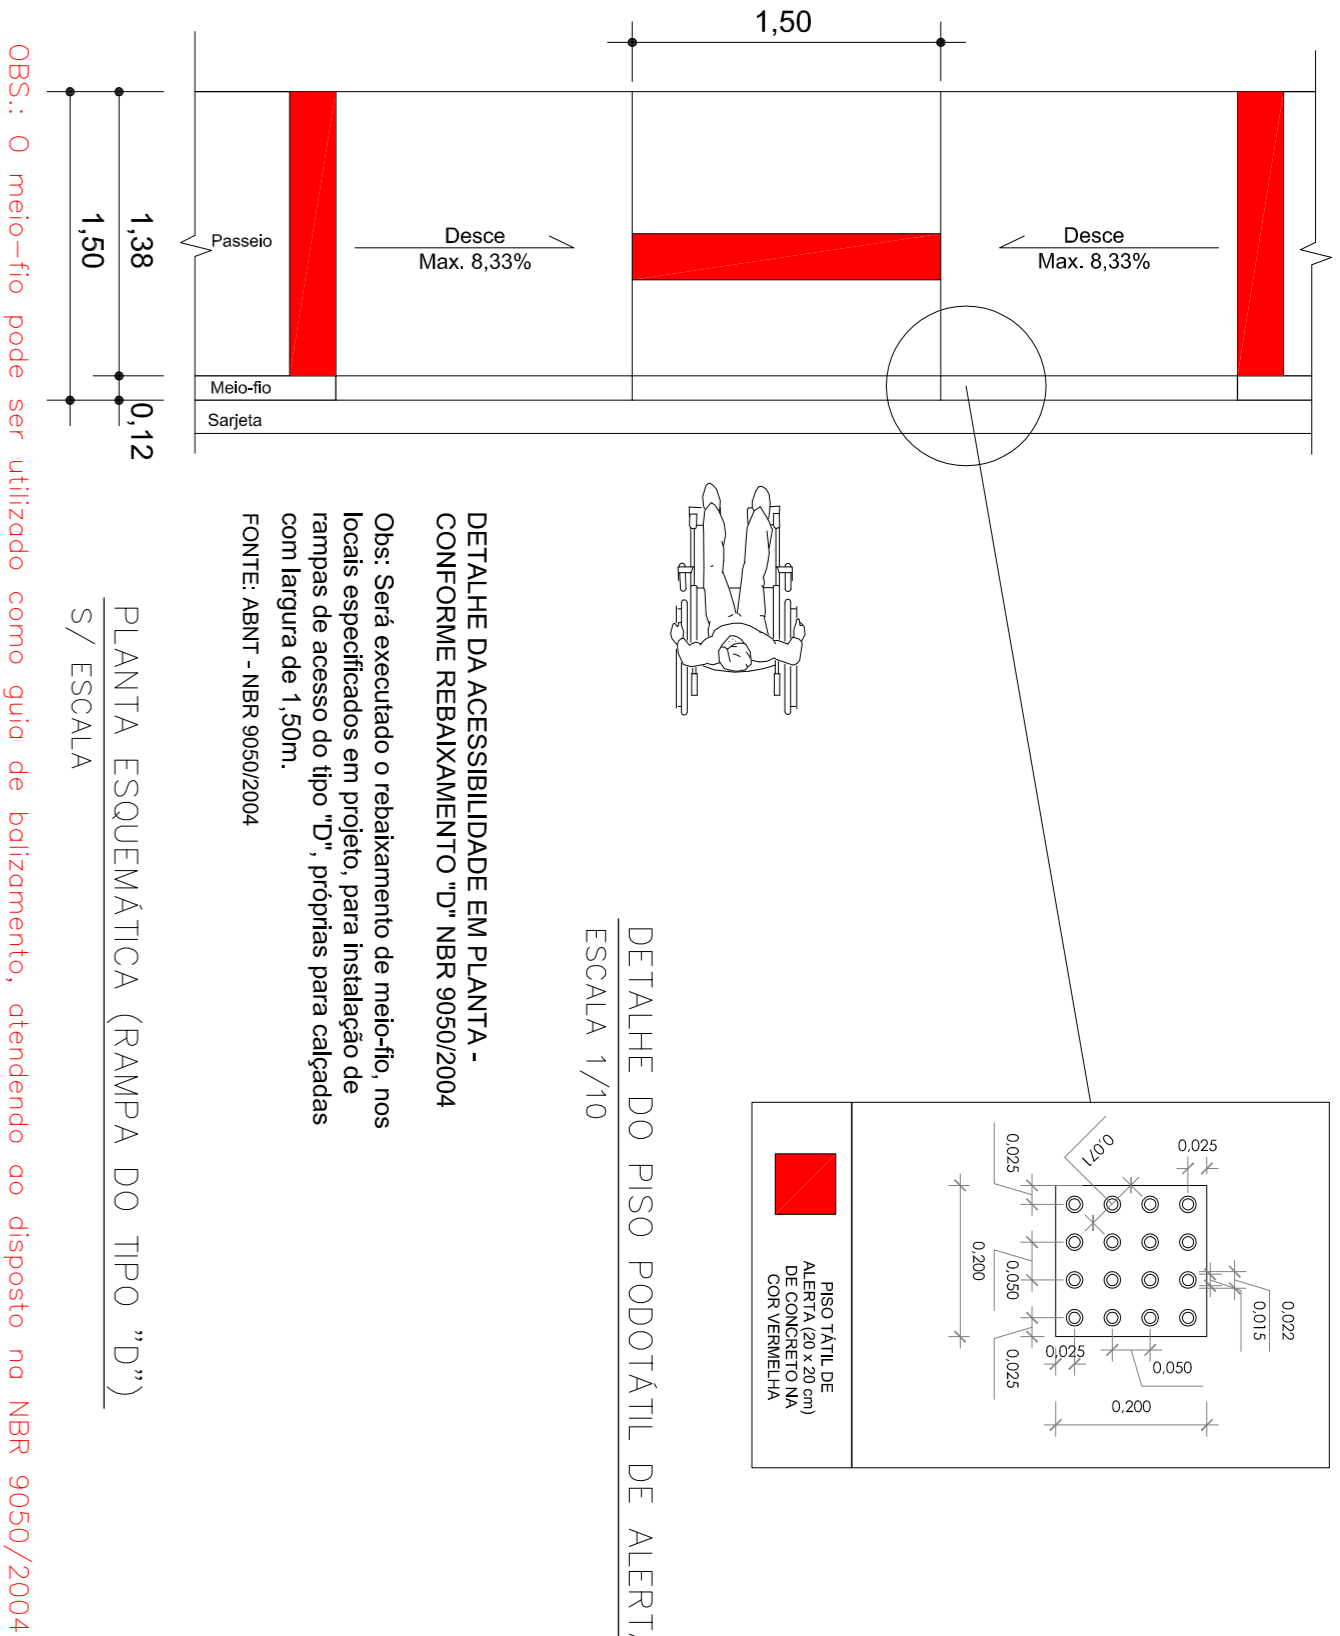 1,50
Passeio
Desce
Max. 8,33%
Desce
Max. 8,33%
Meio-fio
Sarjeta
1,38
0,12
1,50
DETALHE DA ACESSIBILIDADE EM PLANTA -
CONFORME REBAIXAMENTO "D" NBR 9050/2004
Obs: Será executado o rebaixamento de meio-fio, nos
locais especificados em projeto, para instalação de
rampas de acesso do tipo "D", próprias para calçadas
com largura de 1,50m.
FONTE: ABNT - NBR 9050/2004
PLANTA ESQUEMÁTICA (RAMPA DO TIPO "D")
S/ ESCALA
OBS.: O meio-fio pode ser utilizado como guia de balizamento, atendendo ao disposto na NBR 9050/2004
DETALHE DO PISO PODOTÁTIL DE ALERTA
ESCALA 1/10
0,025
0,071
0,025
0,200
0,050
0,025
0,022
0,015
0,025
0,050
0,200
PISO TÁTIL DE
ALERTA (20 x 20 cm)
DE CONCRETO NA
COR VERMELHA